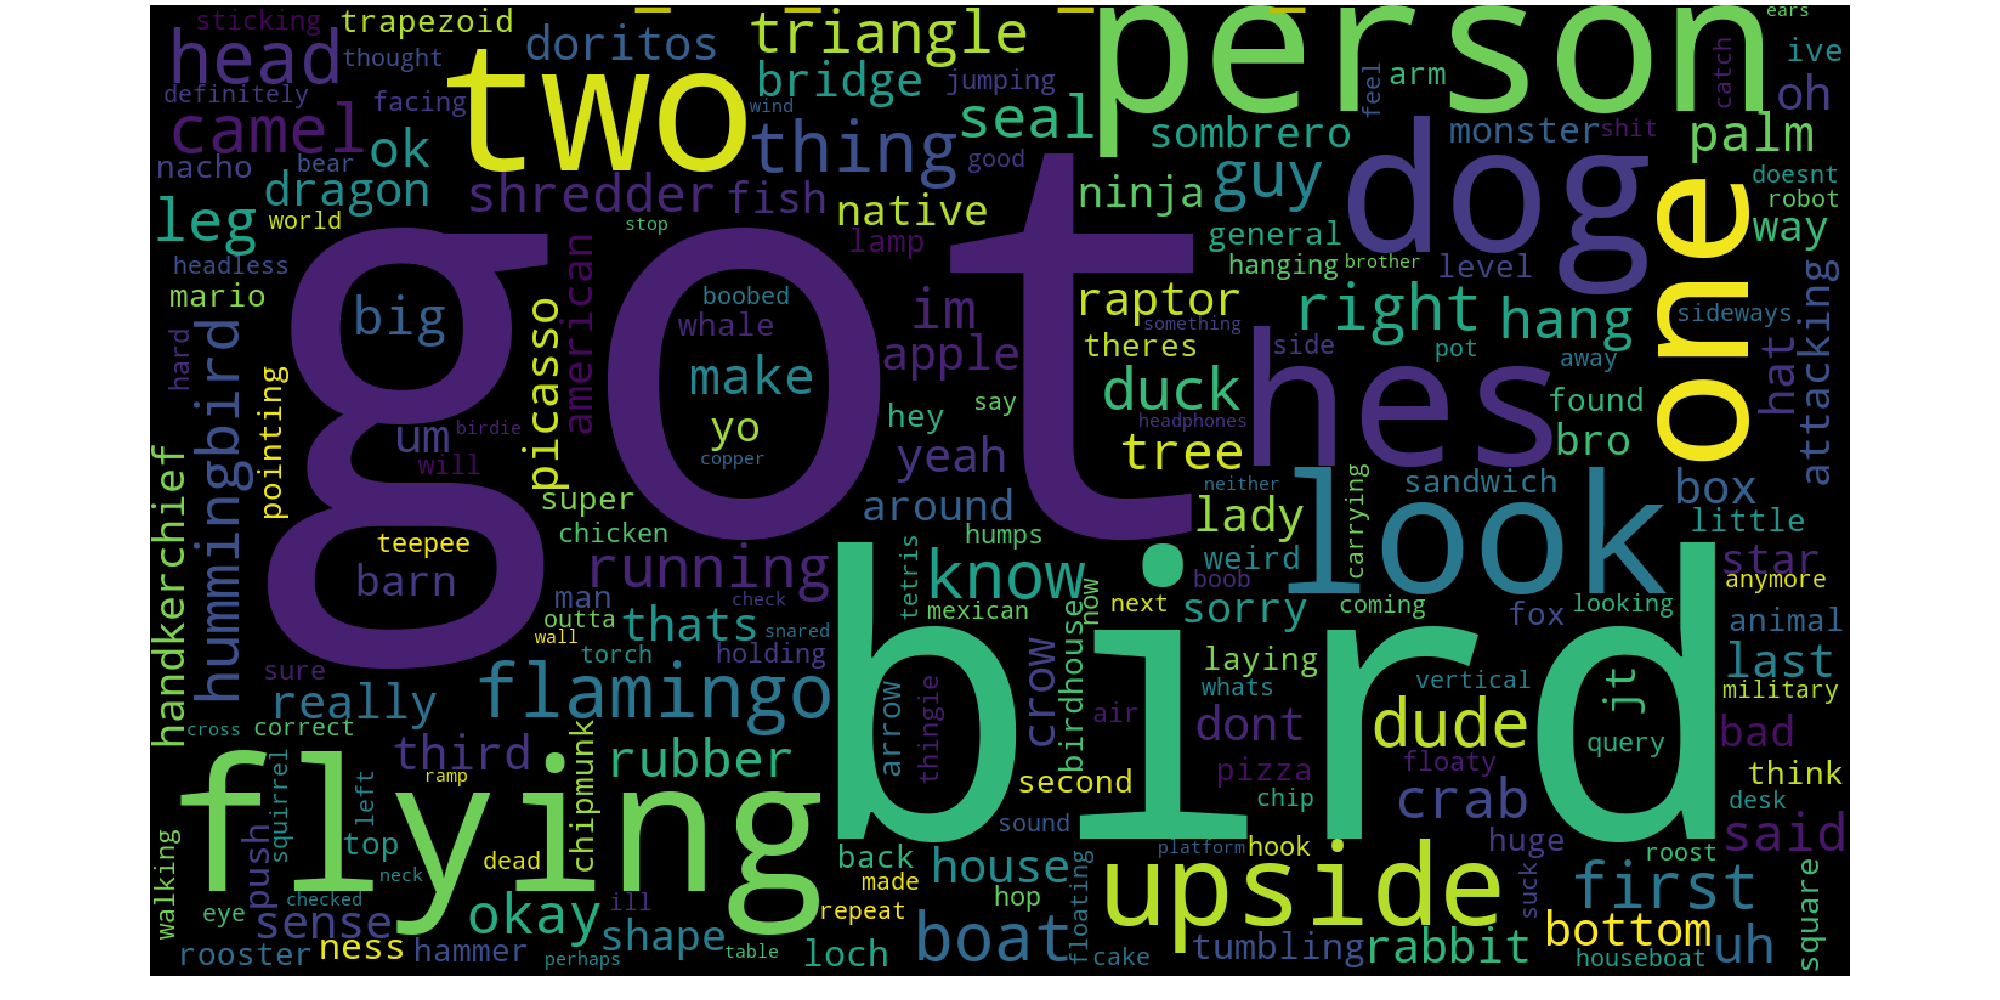 sticking
trapezoid
ears
head
thought
doritos
triangle
person
ive
two
bridge
jumping
arm
feel
catch
oh
definitely
facing
wind
camel
ok
thing
seal
sombrero
monster
shit
palm
nacho
bear
good
dog
doesnt
dragon
shredder
fish
native
ninja
guy
robot
leg
world
stop
way
one
got
lamp
general
headless
american
hanging
brother
level
mario
big
boobed
im
raptor
right
hang
sideways
attacking
picasso
whale
something
hard
hummingbird
make
apple
theres
side
pot
away
hat
hes
pointing
duck
found
yo
hey
say
headphones
um
birdie
yeah
tree
bro
will
copper
handkerchief
look
neither
carrying
sandwich
box
super
around
lady
little
chicken
humps
teepee
weird
star
barn
running
tetris
know
boob
anymore
man
check
bird
mexican
now
next
sorry
coming
fox
looking
outta
thats
snared
animal
wall
torch
holding
crow
birdhouse
sure
laying
last
really
flamingo
arrow
thingie
whats
vertical
jt
military
cross
correct
air
dont
dude
bad
query
third
chipmunk
rubber
pizza
floaty
think
flying
ramp
squirrel
left
second
chip
crab
desk
walking
push
top
sound
huge
said
dead
platform
hook
neck
back
house
roost
made
upside
suck
first
checked
ill
hop
floating
square
eye
sense
okay
repeat
bottom
uh
shape
boat
rooster
ness
hammer
perhaps
table
loch
cake
tumbling
rabbit
houseboat